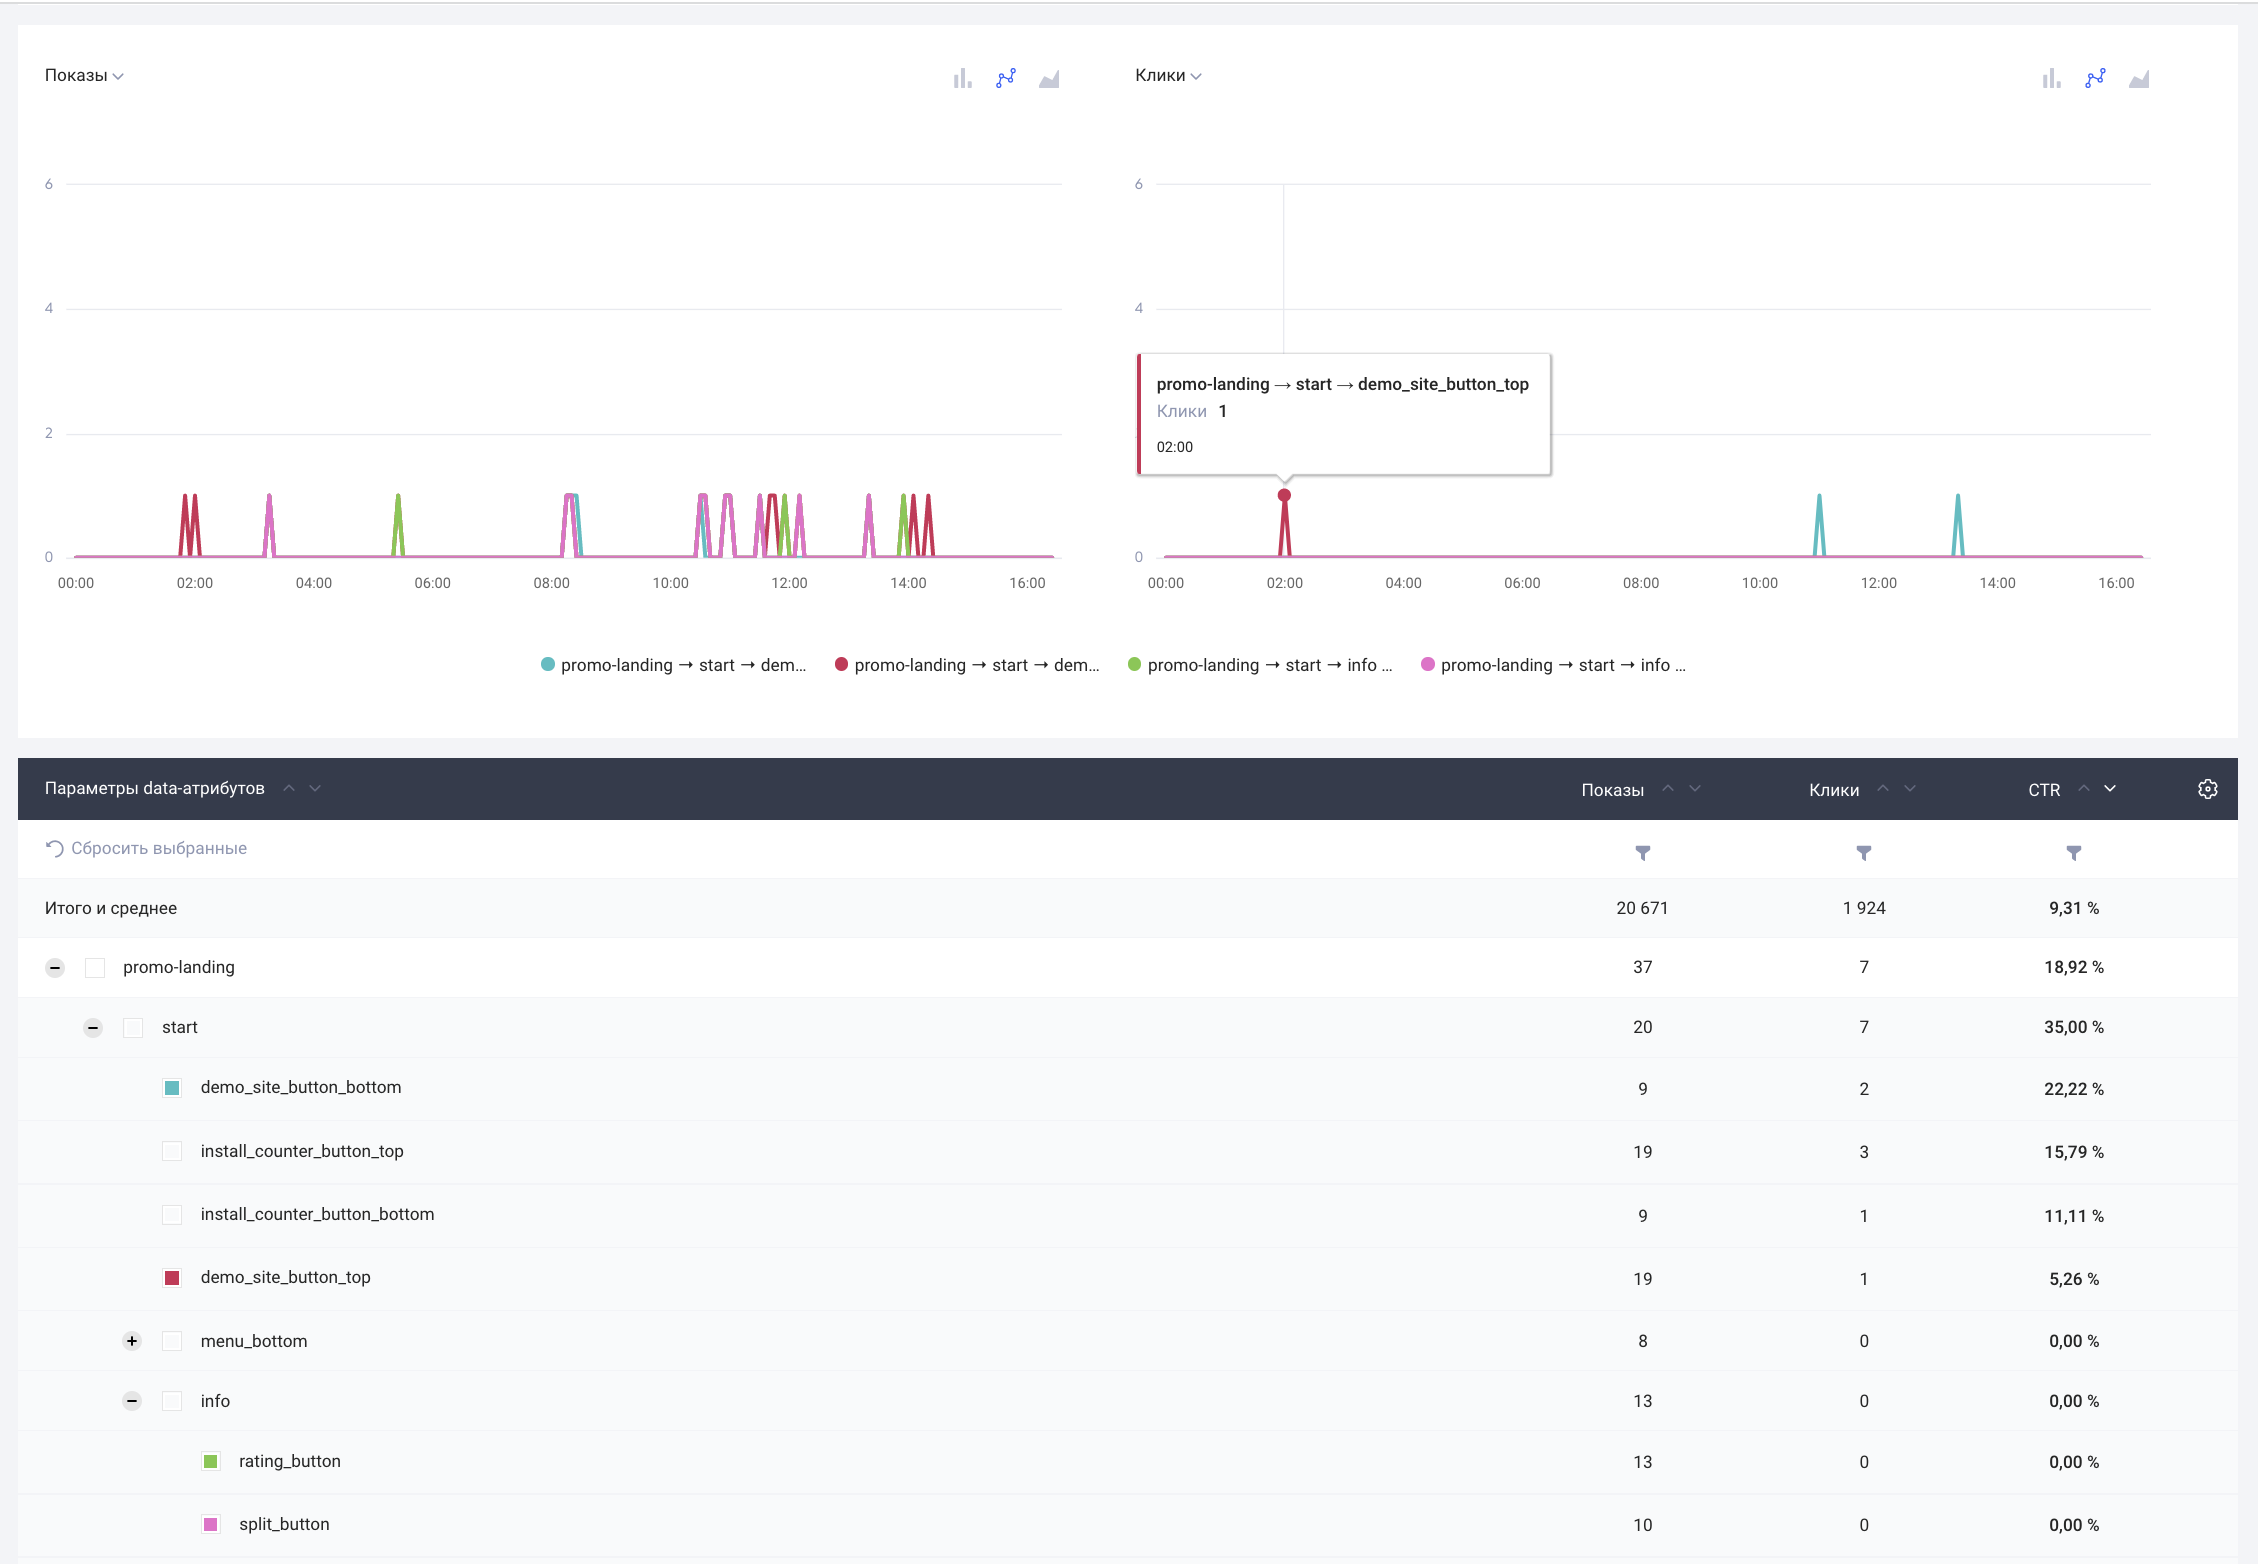 Показы
Клики
6
4
2
0
00:00 02:00 04:00 06:00 08:00 10:00 12:00 14:00 16:00
6
4
promo-landing → start → demo_site_button_top
Клики 1
02:00
0
00:00 02:00 04:00 06:00 08:00 10:00 12:00 14:00 16:00
promo-landing → start → dem... promo-landing → start → dem... promo-landing → start → info ... promo-landing → start → info ...
Параметры data-атрибутов Показы Клики CTR
Сбросить выбранные
Итого и среднее 20 671 1 924 9,31 %
promo-landing 37 7 18,92 %
start 20 7 35,00 %
demo_site_button_bottom 9 2 22,22 %
install_counter_button_top 19 3 15,79 %
install_counter_button_bottom 9 1 11,11 %
demo_site_button_top 19 1 5,26 %
menu_bottom 8 0 0,00 %
info 13 0 0,00 %
rating_button 13 0 0,00 %
split_button 10 0 0,00 %